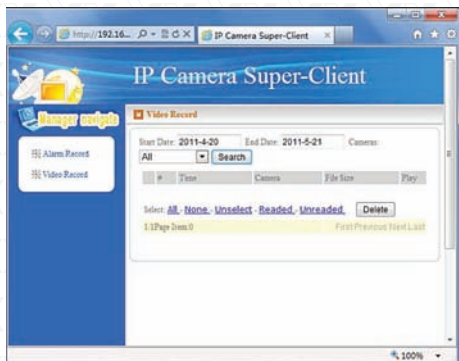 http://192.16...
IP Camera Super-Client
IP Camera Super-Client
Manager navigate
Alarm Record
Video Record
Video Record
Start Date: 2011-4-20 End Date: 2011-5-21 Cameras:
All Search
# Time Camera File Size Play
Select: All - None - Unselect - Readed - Unreaded Delete
1/1Page Item:0 First Previous Next Last
100%